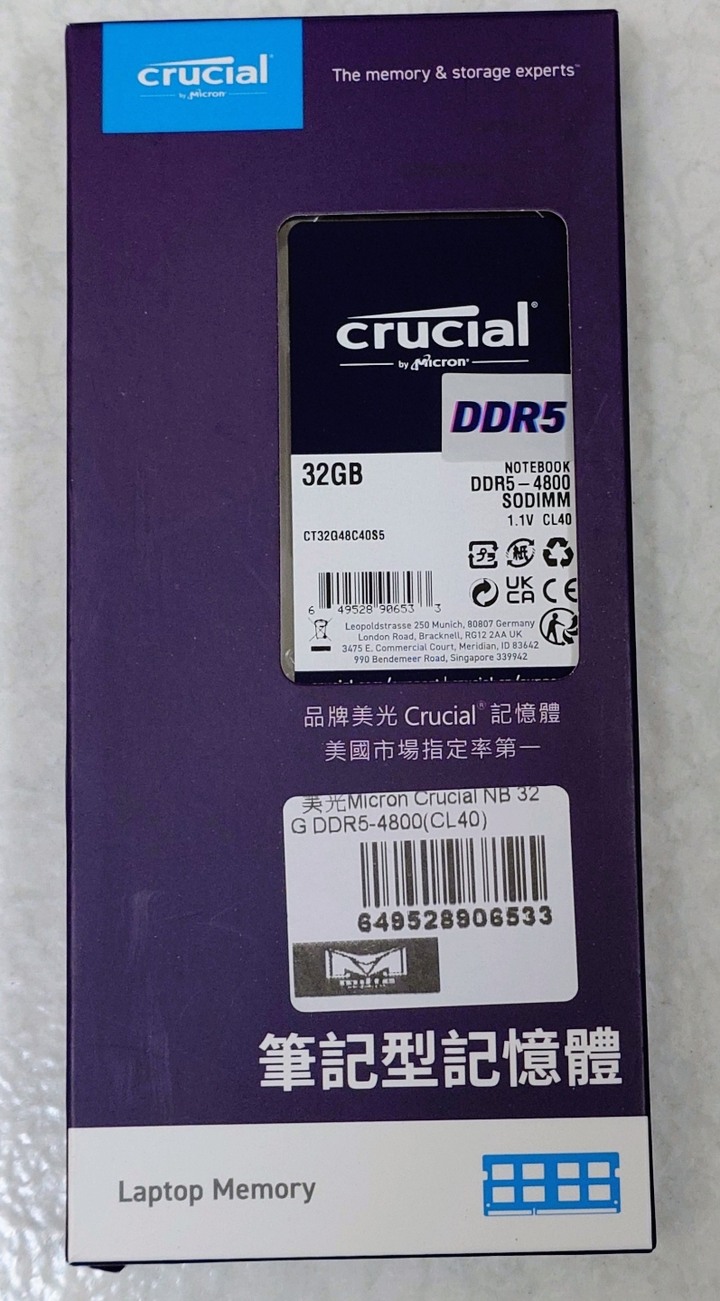 crucial
by Micron
The memory & storage experts™
crucial®
by Micron®
DDR5
32GB
NOTEBOOK
DDR5-4800
SODIMM
1.1V CL40
CT32G48C40S5
UK
CA
CE
6 49528 90653 3
Leopoldstrasse 250 Munich, 80807 Germany
London Road, Bracknell, RG12 2AA UK
3475 E. Commercial Court, Meridian, ID 83642
990 Bendemeer Road, Singapore 339942
品牌美光 Crucial® 記憶體
美國市場指定率第一
美光Micron Crucial NB 32
G DDR5-4800(CL40)
649528906533
筆記型記憶體
Laptop Memory